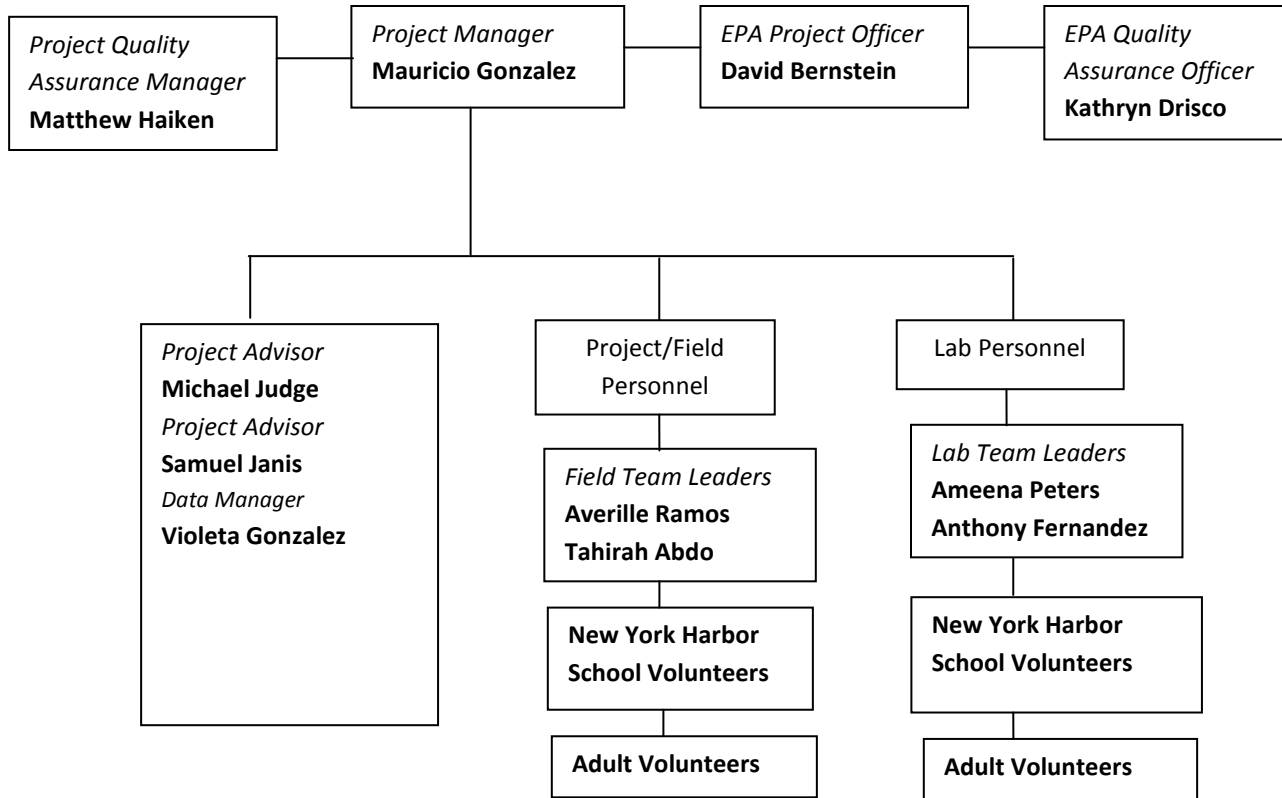 Project Quality
Assurance Manager
Matthew Haiken
Project Manager
Mauricio Gonzalez
EPA Project Officer
David Bernstein
EPA Quality
Assurance Officer
Kathryn Drisco
Project Advisor
Michael Judge
Project Advisor
Samuel Janis
Data Manager
Violeta Gonzalez
Project/Field
Personnel
Field Team Leaders
Averille Ramos
Tahirah Abdo
New York Harbor
School Volunteers
Adult Volunteers
Lab Personnel
Lab Team Leaders
Ameena Peters
Anthony Fernandez
New York Harbor
School Volunteers
Adult Volunteers